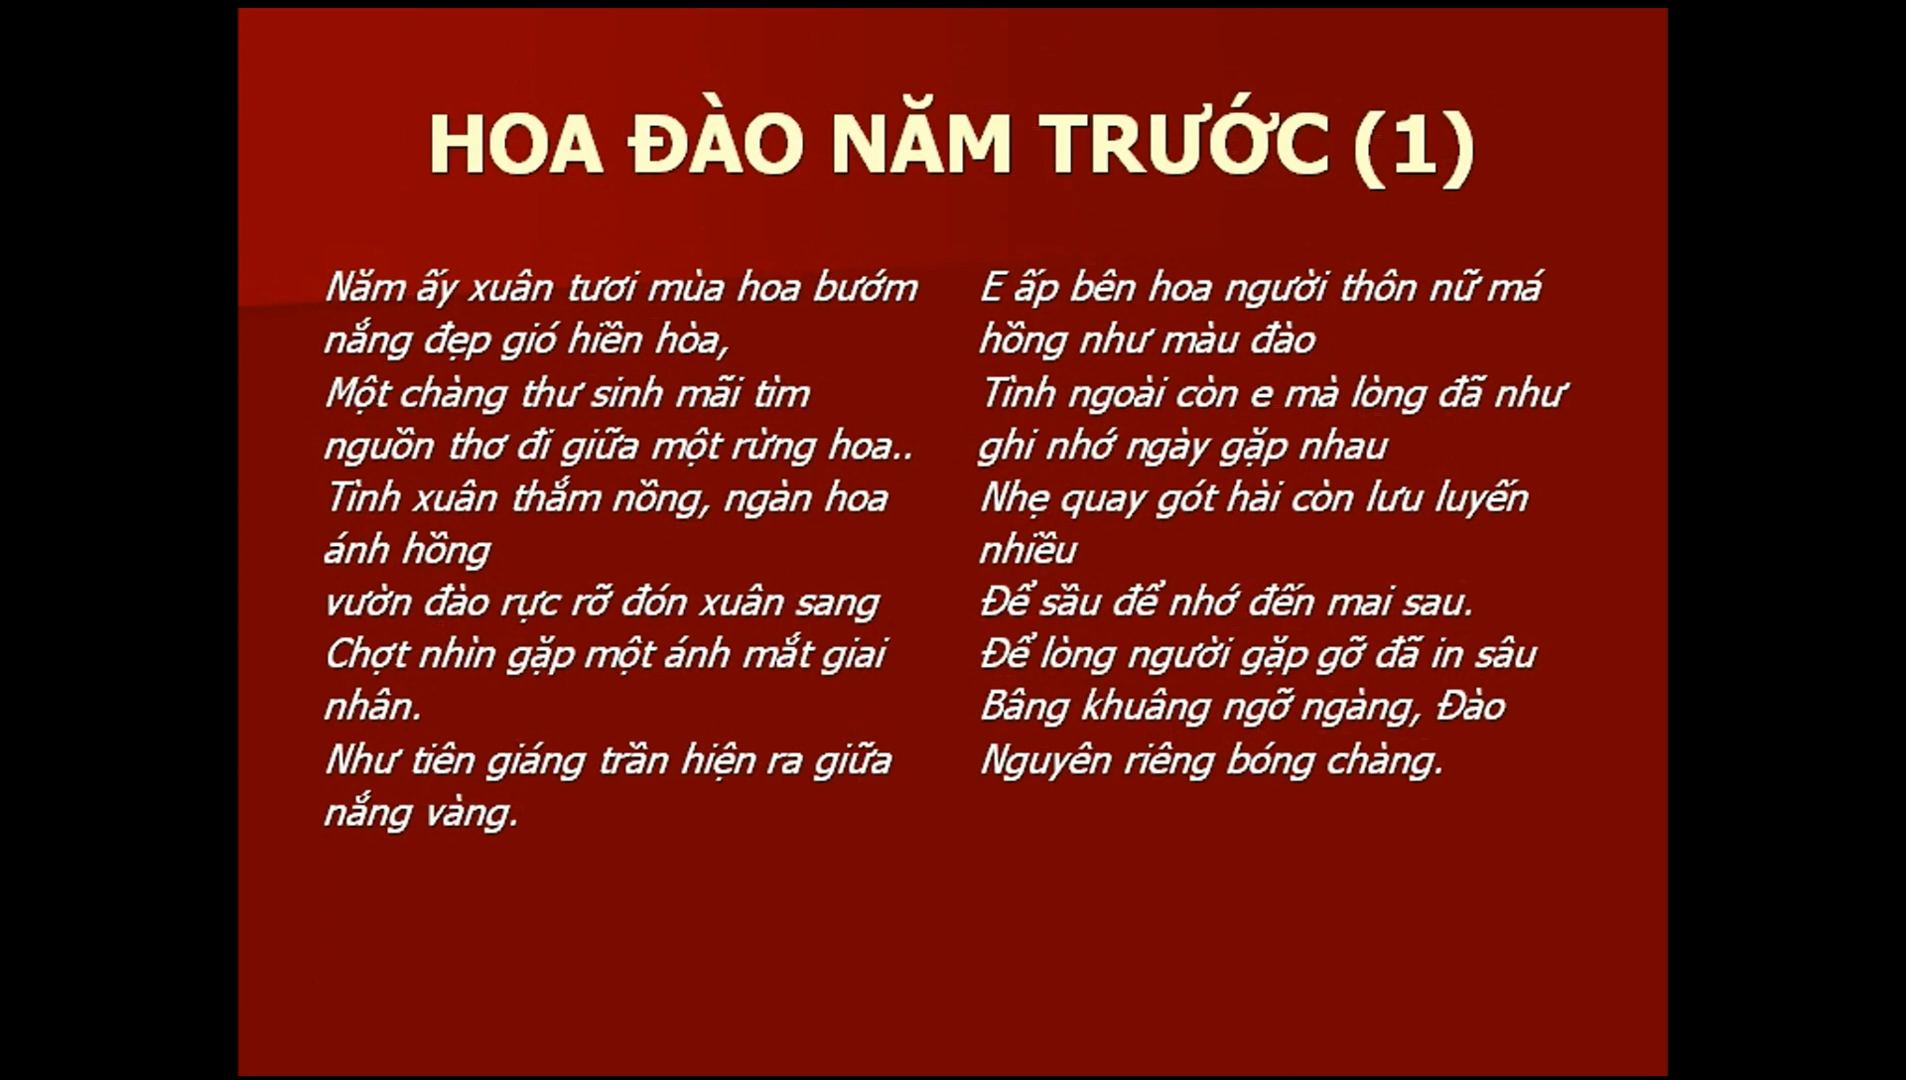 HOA ĐÀO NĂM TRƯỚC (1)
Năm ấy xuân tươi mùa hoa bướm
nắng đẹp gió hiền hòa,
Một chàng thư sinh mãi tìm
nguồn thơ đi giữa một rừng hoa..
Tình xuân thắm nồng, ngàn hoa
ánh hồng
vườn đào rực rỡ đón xuân sang
Chợt nhìn gặp một ánh mắt giai
nhân.
Như tiên giáng trần hiện ra giữa
nắng vàng.
E ấp bên hoa người thôn nữ má
hồng như màu đào
Tình ngoài còn e mà lòng đã như
ghi nhớ ngày gặp nhau
Nhẹ quay gót hài còn lưu luyến
nhiều
Để sầu để nhớ đến mai sau.
Để lòng người gặp gỡ đã in sâu
Bâng khuâng ngỡ ngàng, Đào
Nguyên riêng bóng chàng.